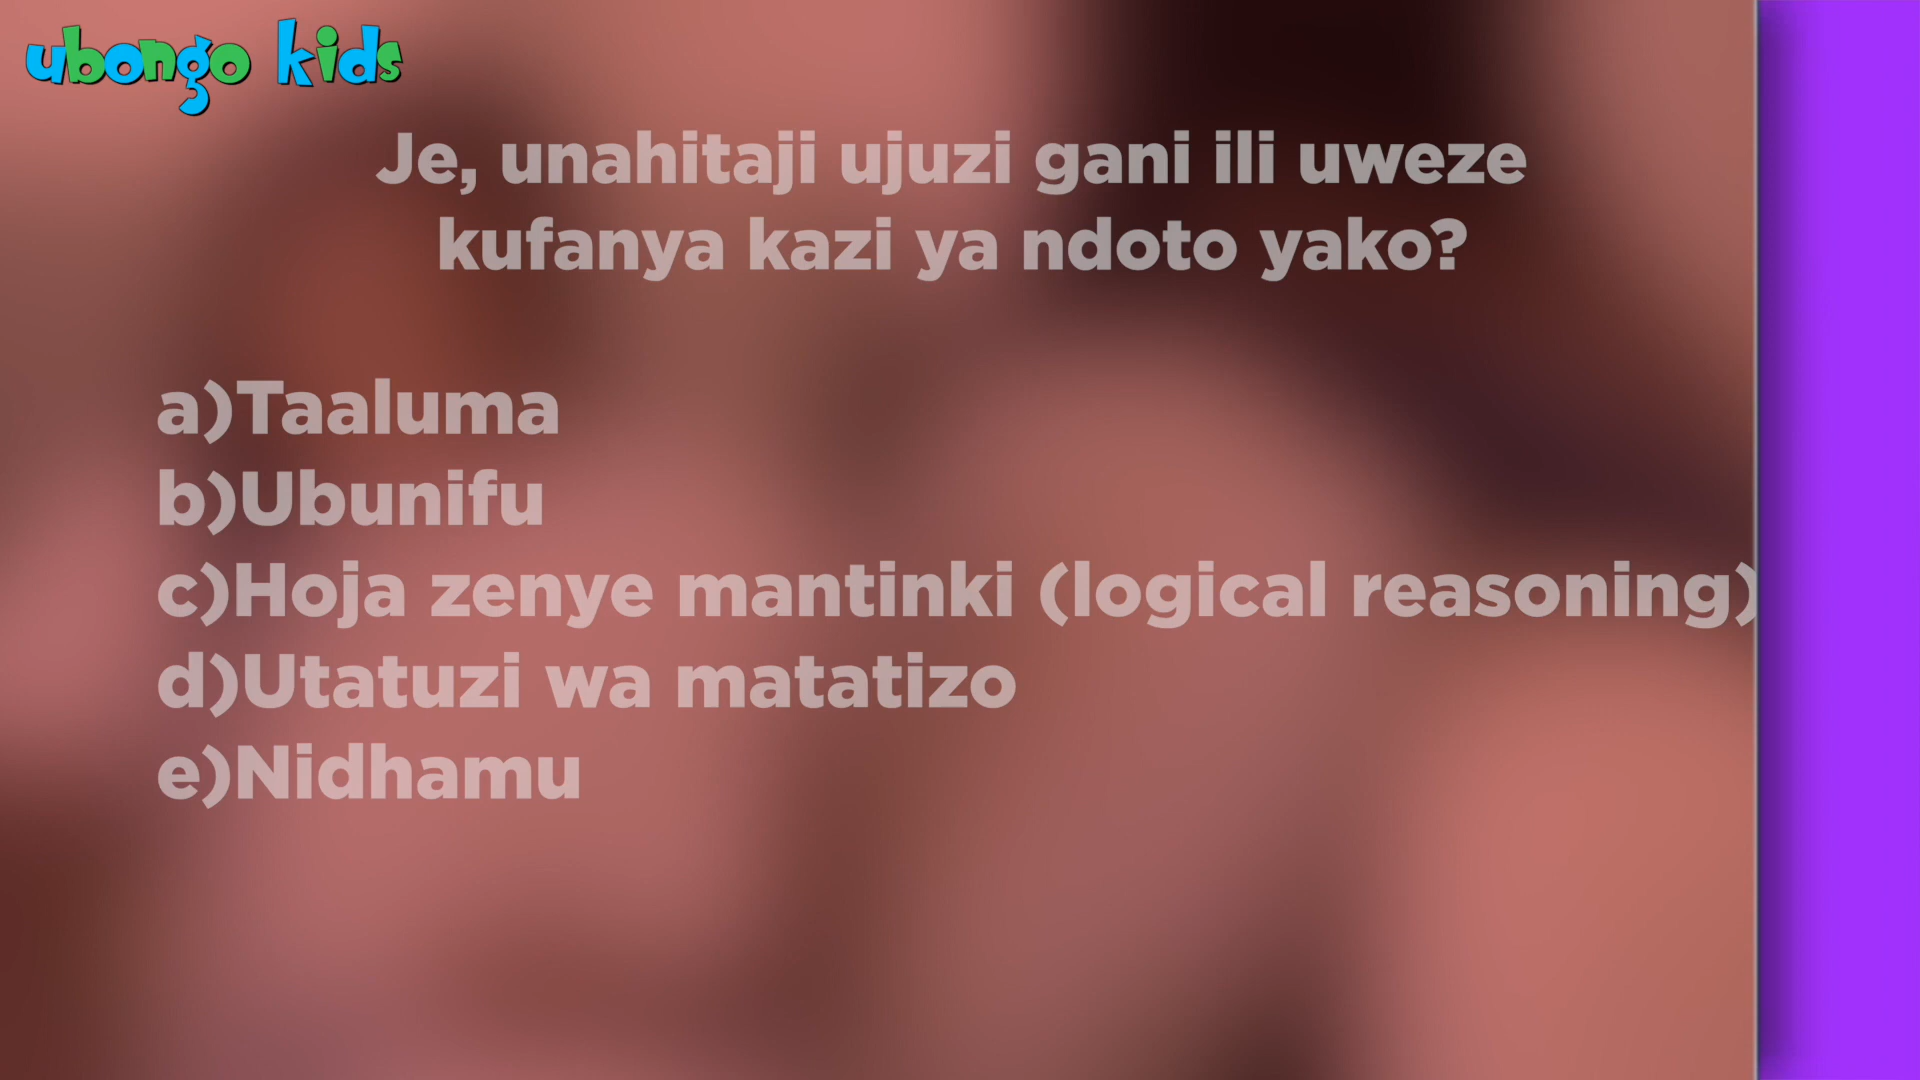 ubongo kids
Je, unahitaji ujuzi gani ili uweze
kufanya kazi ya ndoto yako?
a)Taaluma
b)Ubunifu
c)Hoja zenye mantinki (logical reasoning)
d)Utatuzi wa matatizo
e)Nidhamu